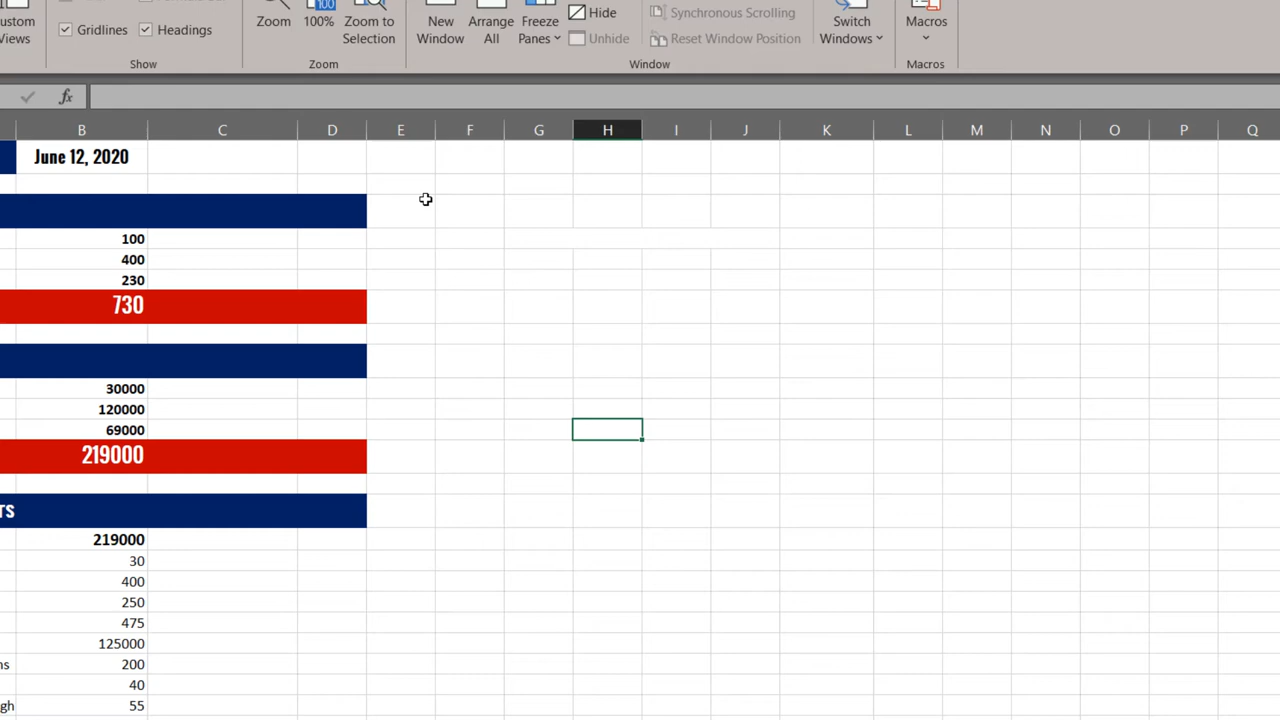 ustom
Views
Gridlines
Headings
Show
Zoom
100
100%
Zoom to
Selection
Zoom
New
Window
Arrange
All
Freeze
Panes
Hide
Unhide
Synchronous Scrolling
Reset Window Position
Switch
Windows
Window
Macros
Macros
fx
B C D E F G H I J K L M N O P Q
June 12, 2020
100
400
230
730
30000
120000
69000
219000
rs
219000
30
400
250
475
125000
ns 200
40
gh 55